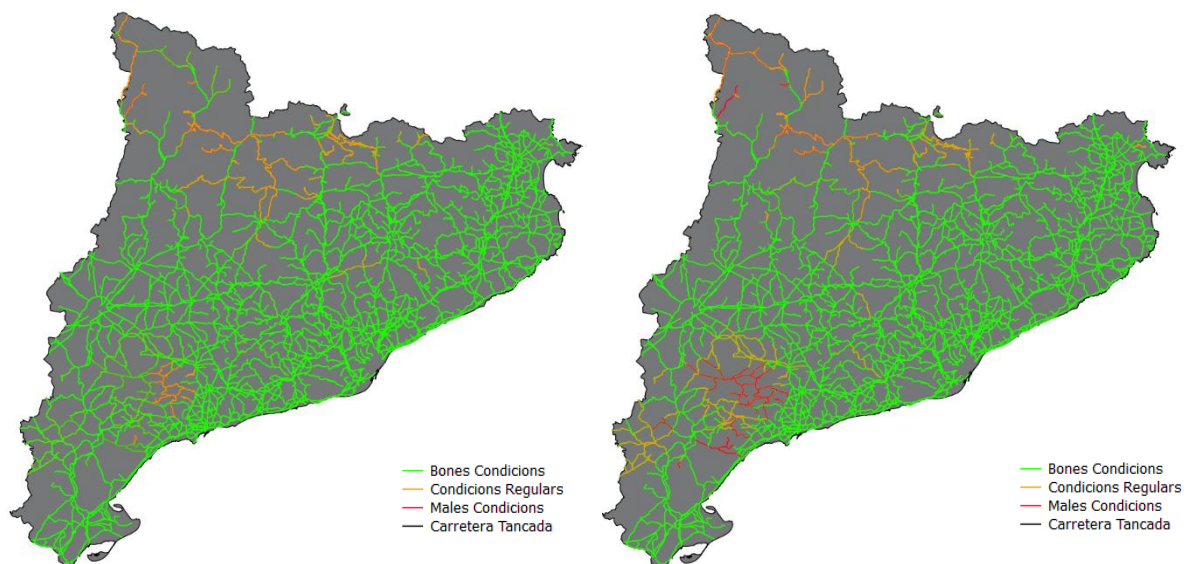 Bones Condicions
Condicions Regulars
Males Condicions
Carretera Tancada
Bones Condicions
Condicions Regulars
Males Condicions
Carretera Tancada